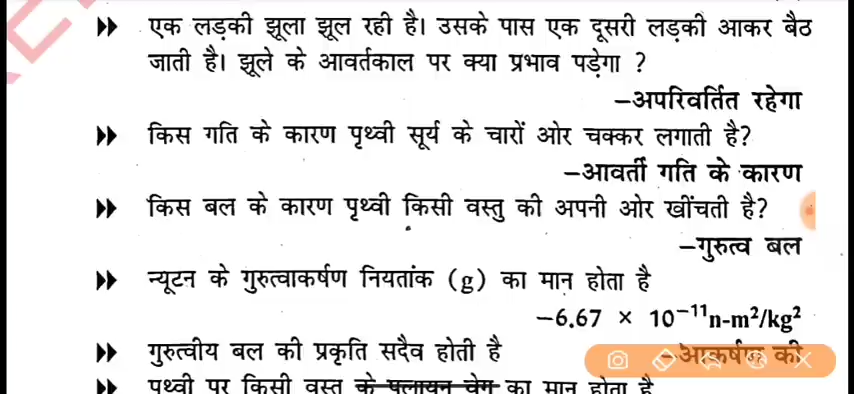 एक लड़की झूला झूल रही है। उसके पास एक दूसरी लड़की आकर बैठ
जाती है। झूले के आवर्तकाल पर क्या प्रभाव पड़ेगा ?
–अपरिवर्तित रहेगा
किस गति के कारण पृथ्वी सूर्य के चारों ओर चक्कर लगाती है?
–आवर्ती गति के कारण
किस बल के कारण पृथ्वी किसी वस्तु की अपनी ओर खींचती है?
–गुरुत्व बल
न्यूटन के गुरुत्वाकर्षण नियतांक (g) का मान होता है
–6.67 × 10⁻¹¹n-m²/kg²
गुरुत्वीय बल की प्रकृति सदैव होती है
–आकर्षण की
पृथ्वी पर किसी वस्तु के पलायन वेग का मान होता है